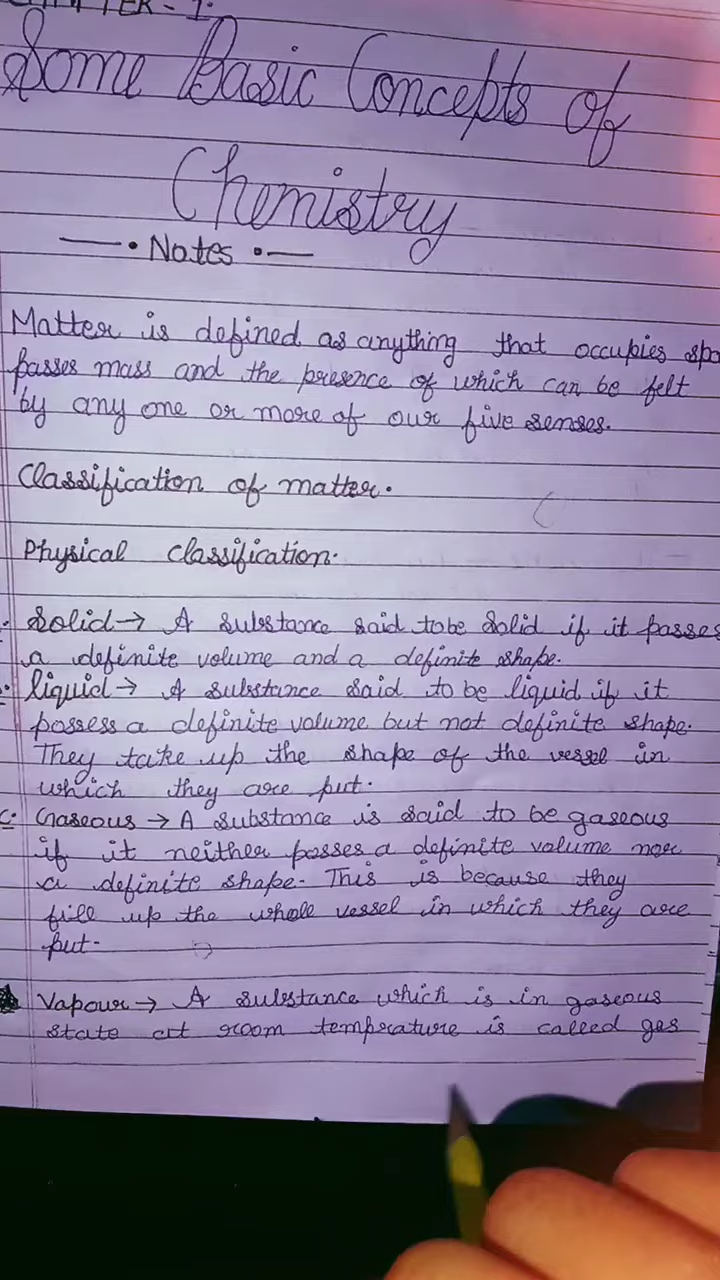 CHAPTER - 1.
Some Basic Concepts of
Chemistry
—• Notes •—
Matter is defined as anything that occupies spa
passes mass and the presence of which can be felt
by any one or more of our five senses.
Classification of matter.
Physical classification.
Solid → A substance said to be solid if it passes
a definite volume and a definite shape.
liquid → A substance said to be liquid if it
possess a definite volume but not definite shape.
They take up the shape of the vessel in
which they are put.
C: Gaseous → A substance is said to be gaseous
if it neither posses a definite volume nor
a definite shape. This is because they
fill up the whole vessel in which they are
put.
Vapour → A substance which is in gaseous
state at room temperature is called gas